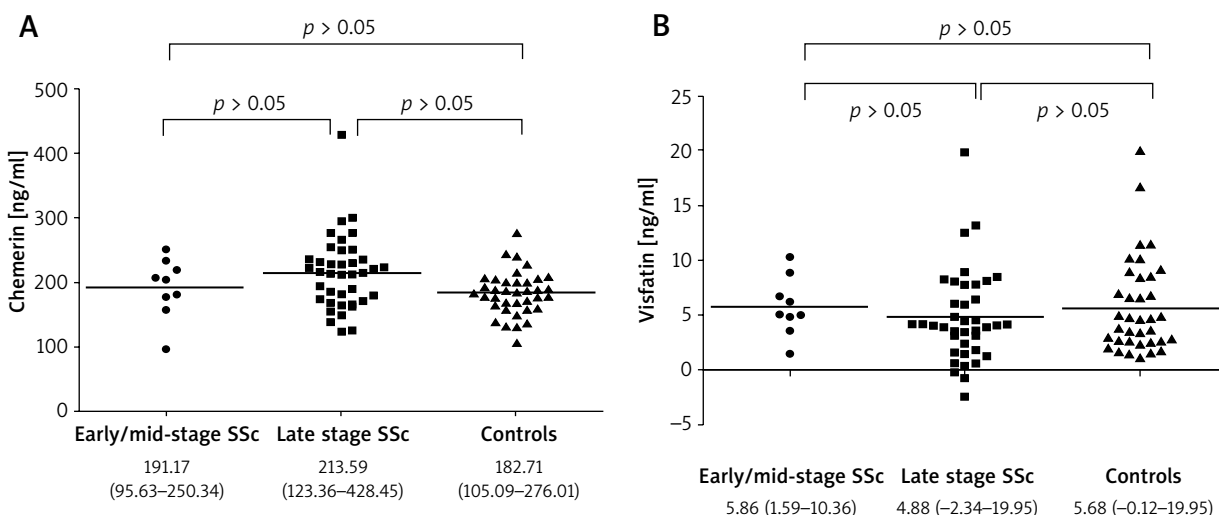 A
p > 0.05
p > 0.05
p > 0.05
Chemerin [ng/ml]
500
400
300
200
100
0
Early/mid-stage SSc Late stage SSc Controls
191.17 213.59 182.71
(95.63–250.34) (123.36–428.45) (105.09–276.01)
B
p > 0.05
p > 0.05
p > 0.05
Visfatin [ng/ml]
25
20
15
10
5
0
–5
Early/mid-stage SSc Late stage SSc Controls
5.86 (1.59–10.36) 4.88 (–2.34–19.95) 5.68 (–0.12–19.95)